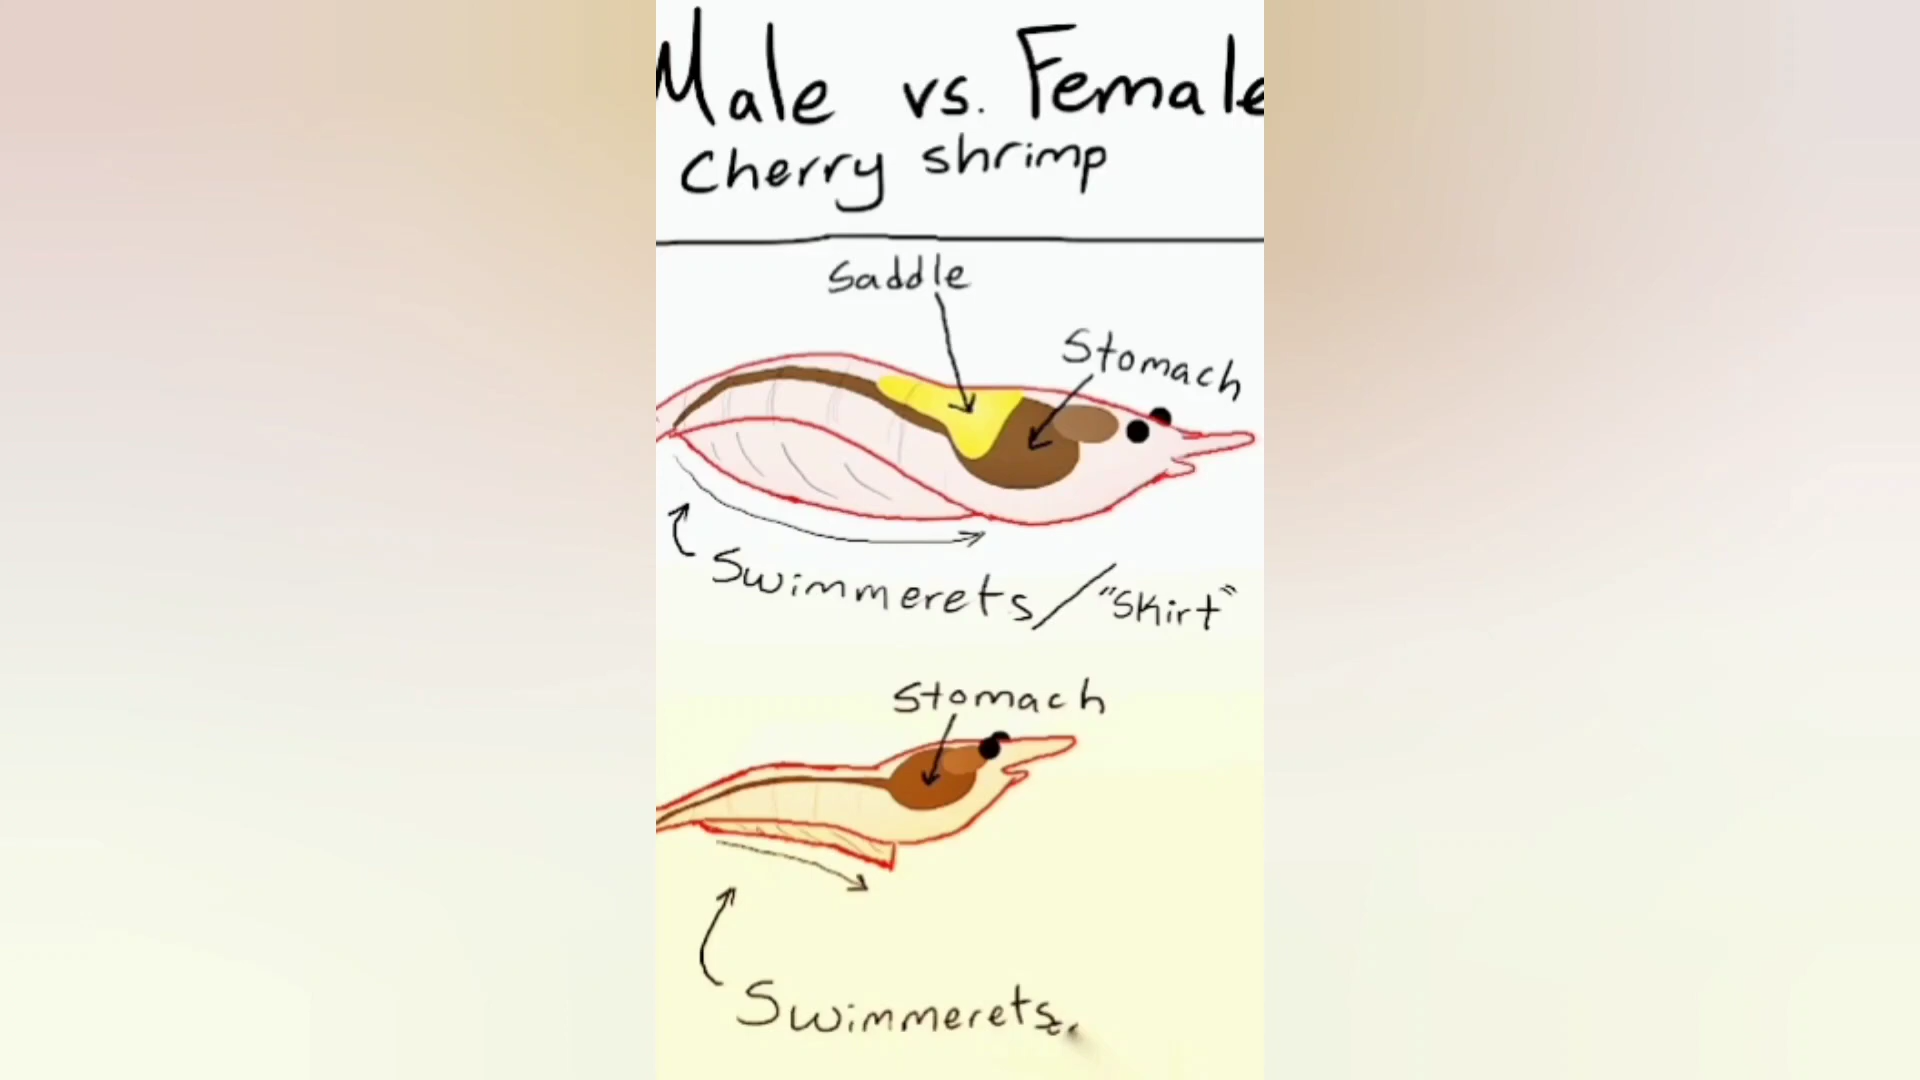 Male vs. Female
Cherry shrimp
Saddle
Stomach
Swimmerets/"Skirt"
Stomach
Swimmerets